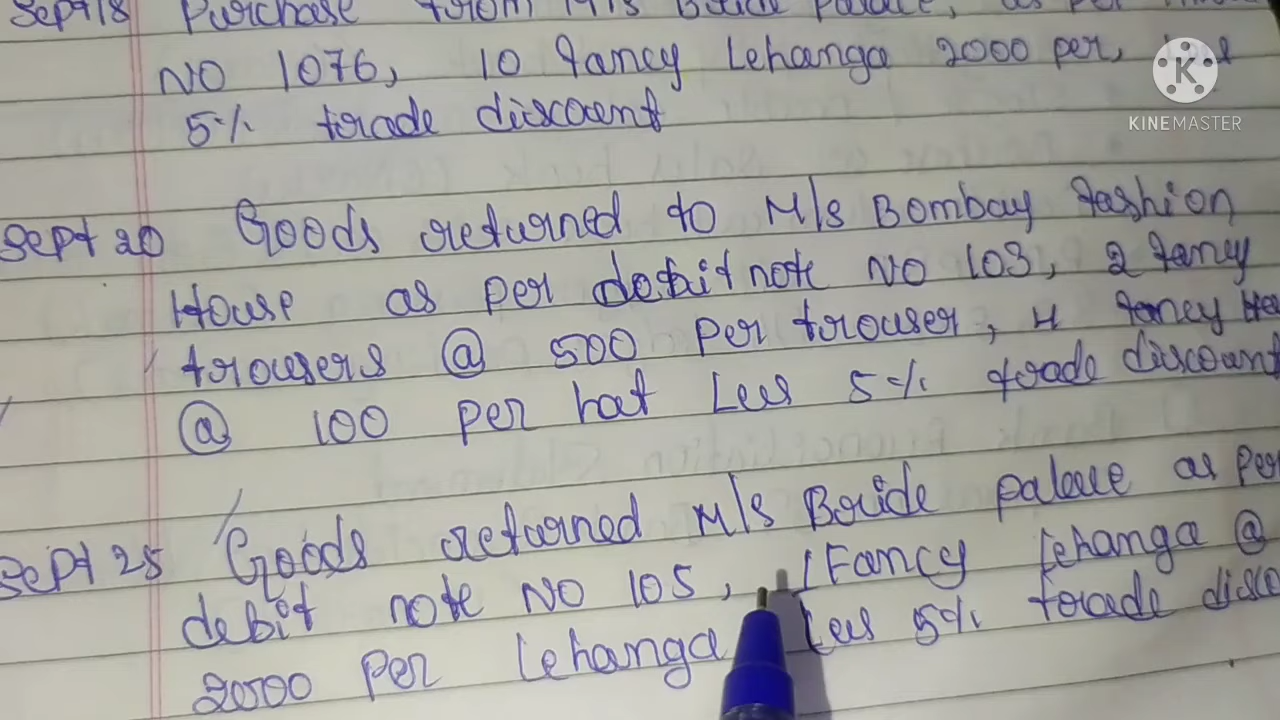 Sept 18 Purchase from M/s Bride palace, as per
NO 1076, 10 fancy Lehanga 2000 per,
5% trade discount
Sept 20 Goods returned to M/s Bombay fashion
House as per debit note NO 103, 2 fancy
trousers @ 500 per trouser, 4 fancy
@ 100 per hat Less 5% trade discount
Sept 25 Goods returned M/s Bride palace as per
debit note NO 105, 1 Fancy lehanga @
2000 per lehanga Less 5% trade
K
KINEMASTER